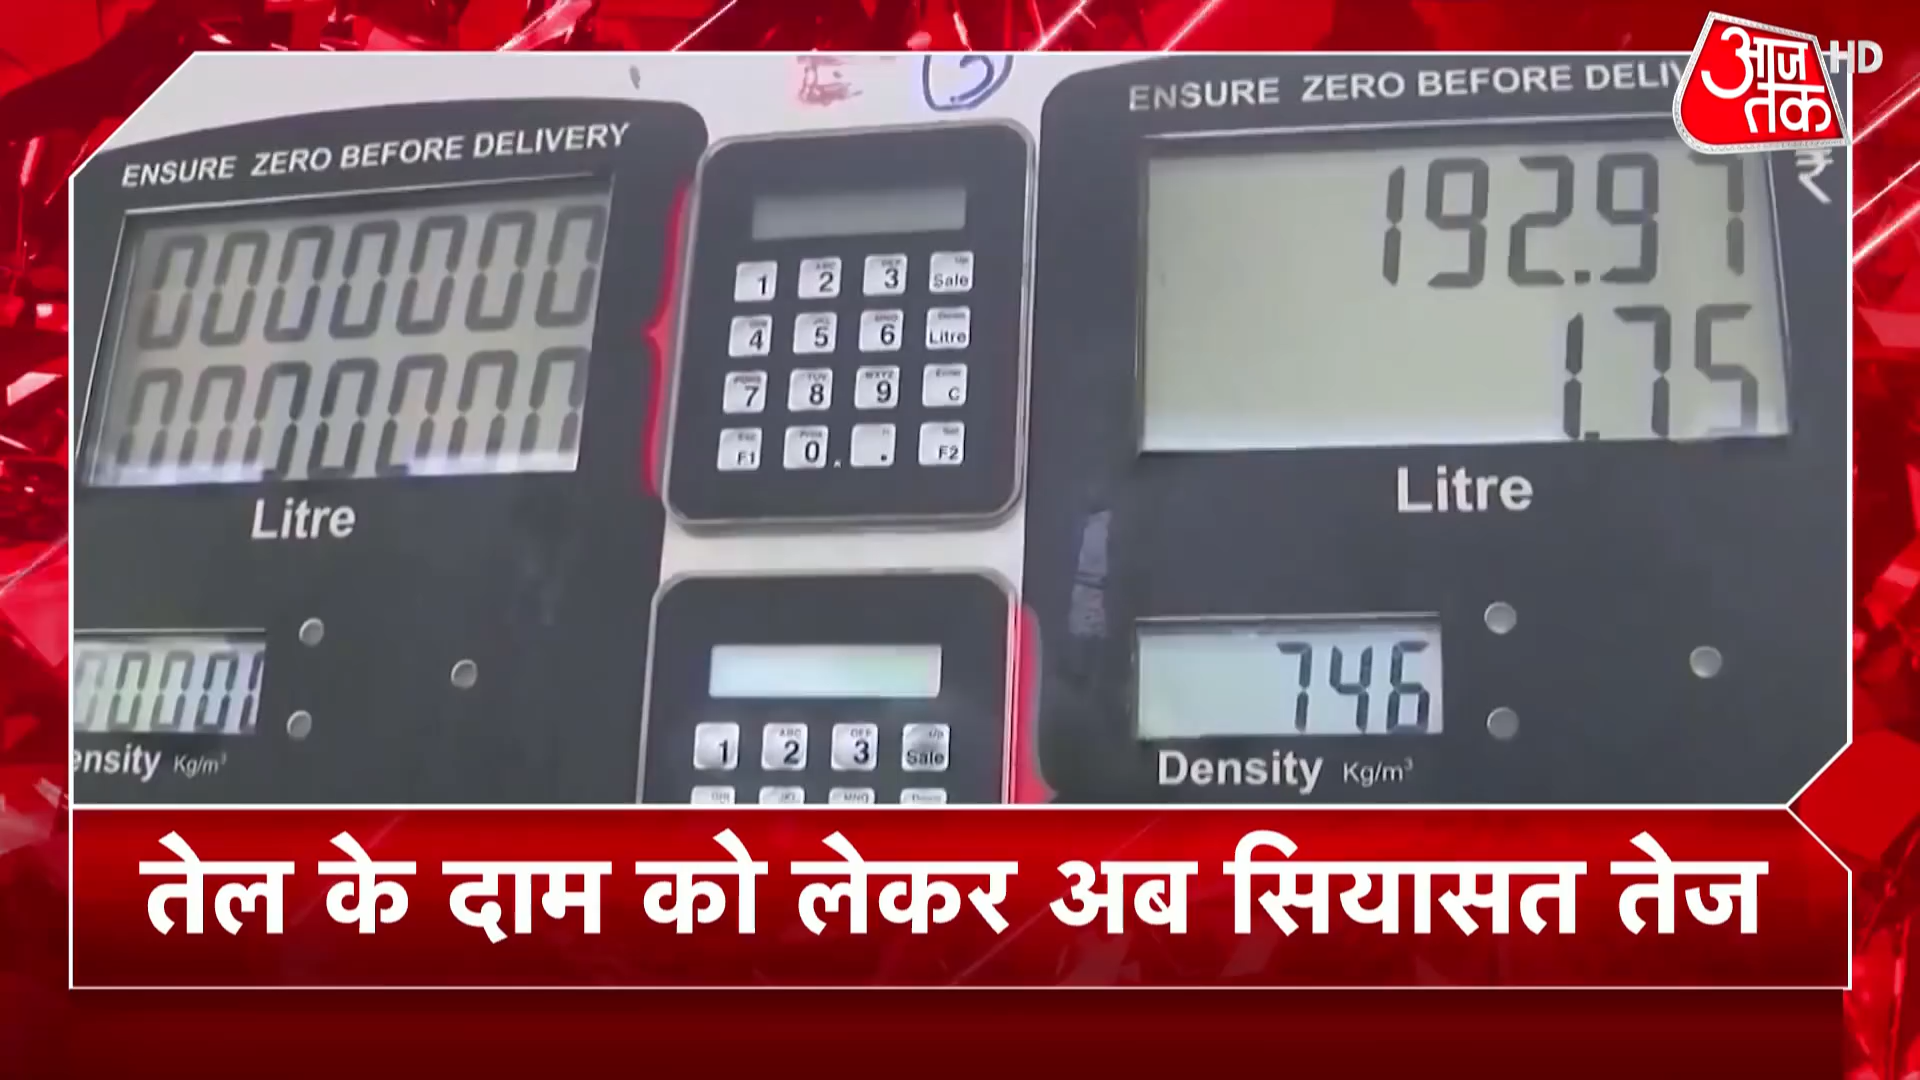 आज तक HD
ENSURE ZERO BEFORE DELIVERY
Litre
ensity Kg/m³
1 2 3 Sale
4 5 6 Litre
7 8 9 C
F1 0 . F2
1 2 3 Sale
ENSURE ZERO BEFORE DELIV
₹
192.97
1.75
Litre
746
Density Kg/m³
तेल के दाम को लेकर अब सियासत तेज